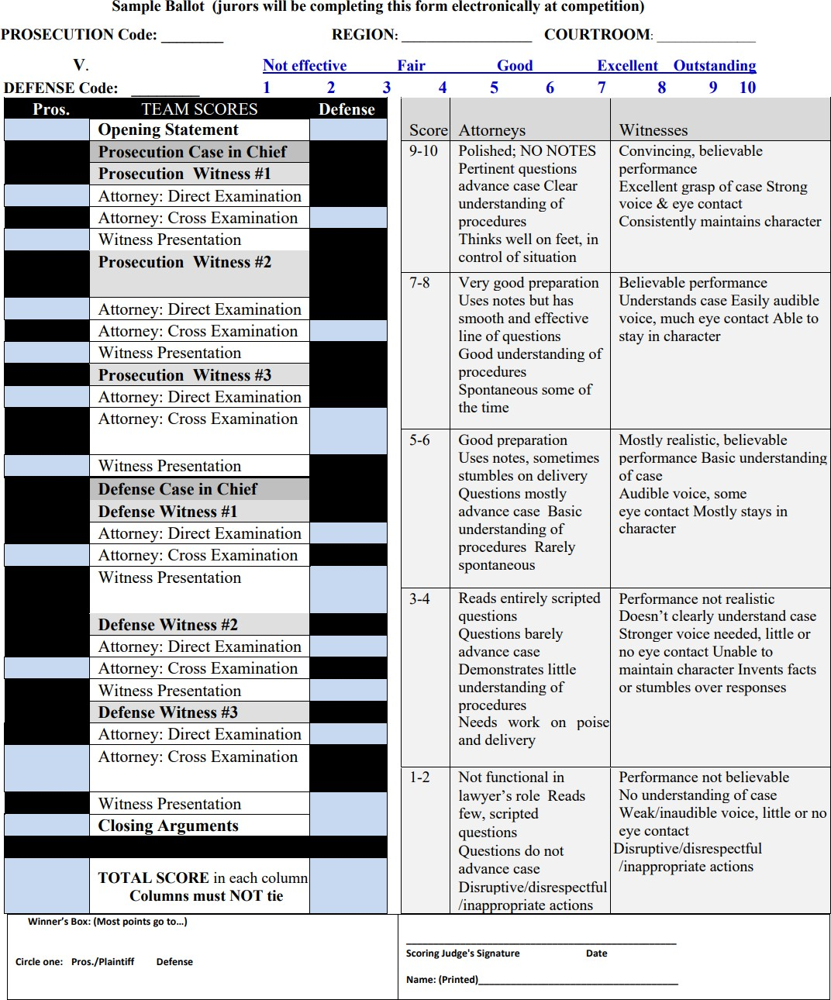 Sample Ballot (jurors will be completing this form electronically at competition)
PROSECUTION Code: ________ REGION: _________________ COURTROOM: _____________
V.
Not effective Fair Good Excellent Outstanding
DEFENSE Code: _________ 1 2 3 4 5 6 7 8 9 10
Pros. TEAM SCORES Defense
Opening Statement
Prosecution Case in Chief
Prosecution Witness #1
Attorney: Direct Examination
Attorney: Cross Examination
Witness Presentation
Prosecution Witness #2
Attorney: Direct Examination
Attorney: Cross Examination
Witness Presentation
Prosecution Witness #3
Attorney: Direct Examination
Attorney: Cross Examination
Witness Presentation
Defense Case in Chief
Defense Witness #1
Attorney: Direct Examination
Attorney: Cross Examination
Witness Presentation
Defense Witness #2
Attorney: Direct Examination
Attorney: Cross Examination
Witness Presentation
Defense Witness #3
Attorney: Direct Examination
Attorney: Cross Examination
Witness Presentation
Closing Arguments
TOTAL SCORE in each column
Columns must NOT tie
Score Attorneys Witnesses
9-10
Polished; NO NOTES
Pertinent questions
advance case Clear
understanding of
procedures
Thinks well on feet, in
control of situation
Convincing, believable
performance
Excellent grasp of case Strong
voice & eye contact
Consistently maintains character
7-8
Very good preparation
Uses notes but has
smooth and effective
line of questions
Good understanding of
procedures
Spontaneous some of
the time
Believable performance
Understands case Easily audible
voice, much eye contact Able to
stay in character
5-6
Good preparation
Uses notes, sometimes
stumbles on delivery
Questions mostly
advance case Basic
understanding of
procedures Rarely
spontaneous
Mostly realistic, believable
performance Basic understanding
of case
Audible voice, some
eye contact Mostly stays in
character
3-4
Reads entirely scripted
questions
Questions barely
advance case
Demonstrates little
understanding of
procedures
Needs work on poise
and delivery
Performance not realistic
Doesn’t clearly understand case
Stronger voice needed, little or
no eye contact Unable to
maintain character Invents facts
or stumbles over responses
1-2
Not functional in
lawyer’s role Reads
few, scripted
questions
Questions do not
advance case
Disruptive/disrespectful
/inappropriate actions
Performance not believable
No understanding of case
Weak/inaudible voice, little or no
eye contact
Disruptive/disrespectful
/inappropriate actions
Winner’s Box: (Most points go to…)
Circle one: Pros./Plaintiff Defense
Scoring Judge's Signature Date
Name: (Printed)______________________________________